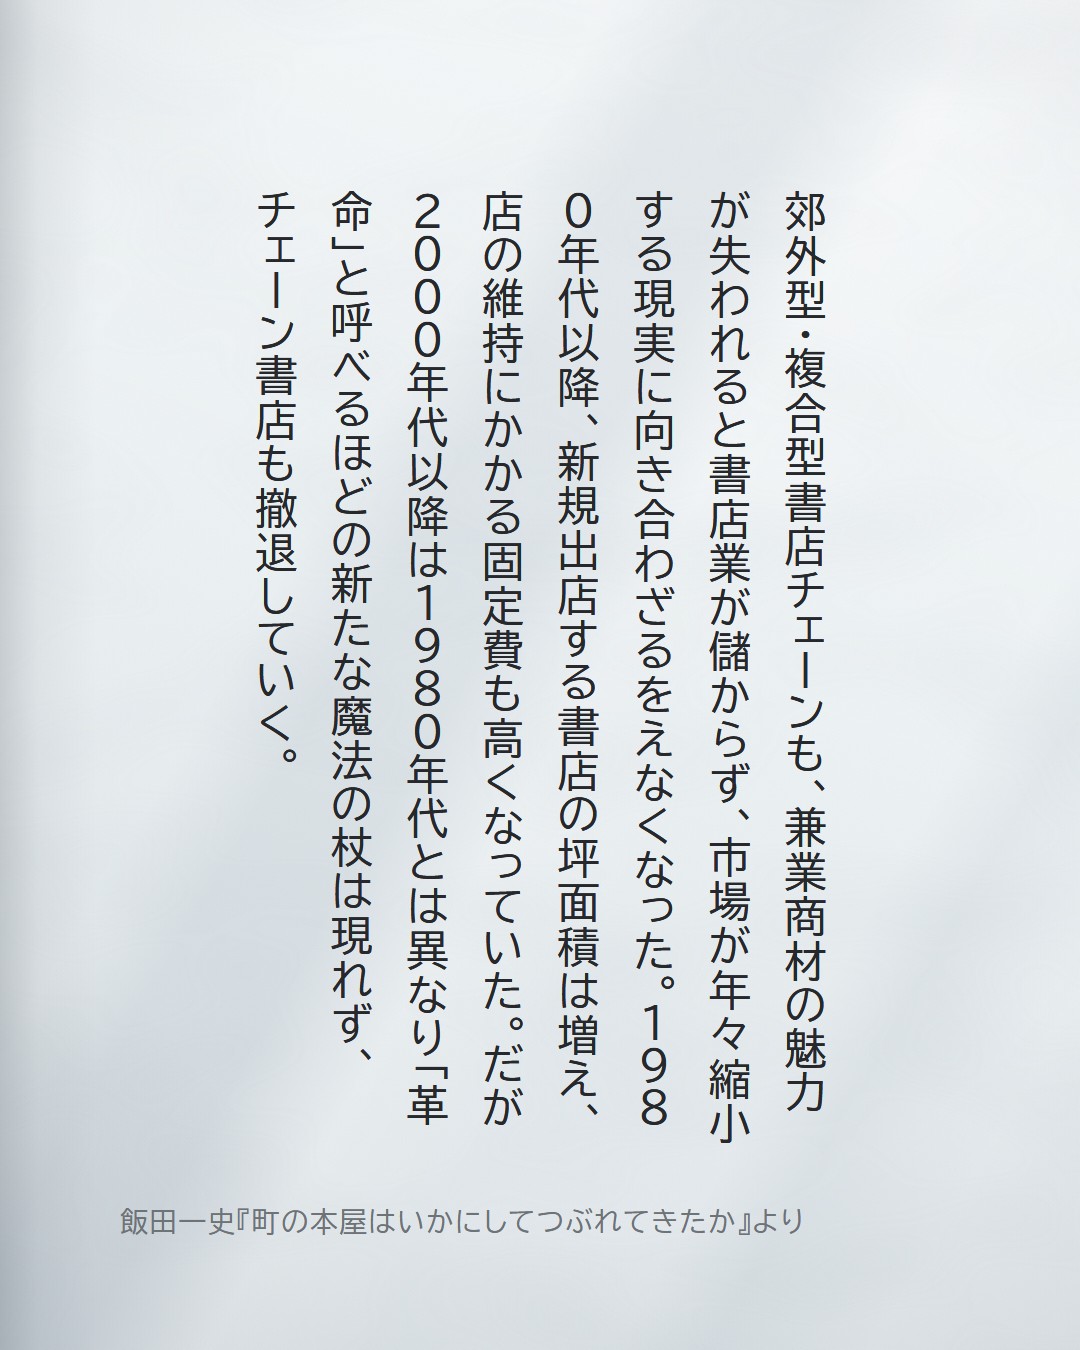 郊外型・複合型書店チェーンも、兼業商材の魅力
が失われると書店業が儲からず、市場が年々縮小
する現実に向き合わざるをえなくなった。１９８
０年代以降、新規出店する書店の坪面積は増え、
店の維持にかかる固定費も高くなっていた。だが
２０００年代以降は１９８０年代とは異なり「革
命」と呼べるほどの新たな魔法の杖は現れず、
チェーン書店も撤退していく。
飯田一史『町の本屋はいかにしてつぶれてきたか』より